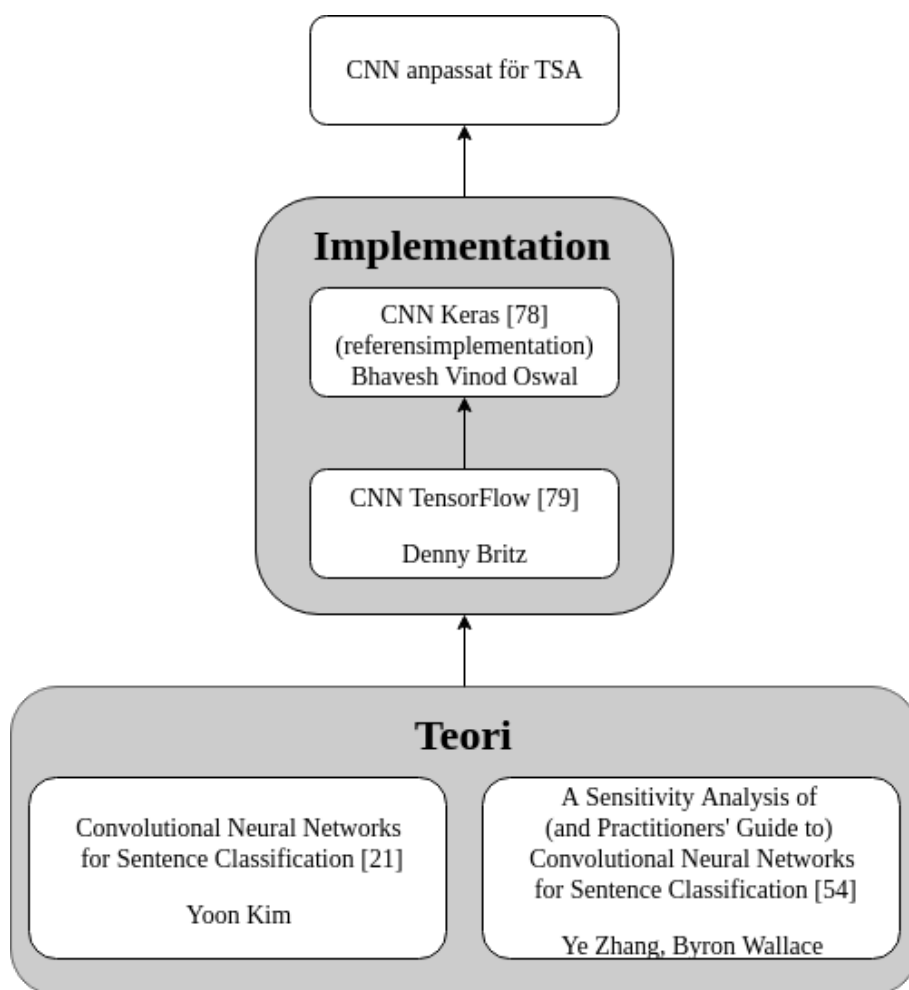 CNN anpassat för TSA
Implementation
CNN Keras [78]
(referensimplementation)
Bhavesh Vinod Oswal
CNN TensorFlow [79]
Denny Britz
Teori
Convolutional Neural Networks
for Sentence Classification [21]
Yoon Kim
A Sensitivity Analysis of
(and Practitioners' Guide to)
Convolutional Neural Networks
for Sentence Classification [54]
Ye Zhang, Byron Wallace